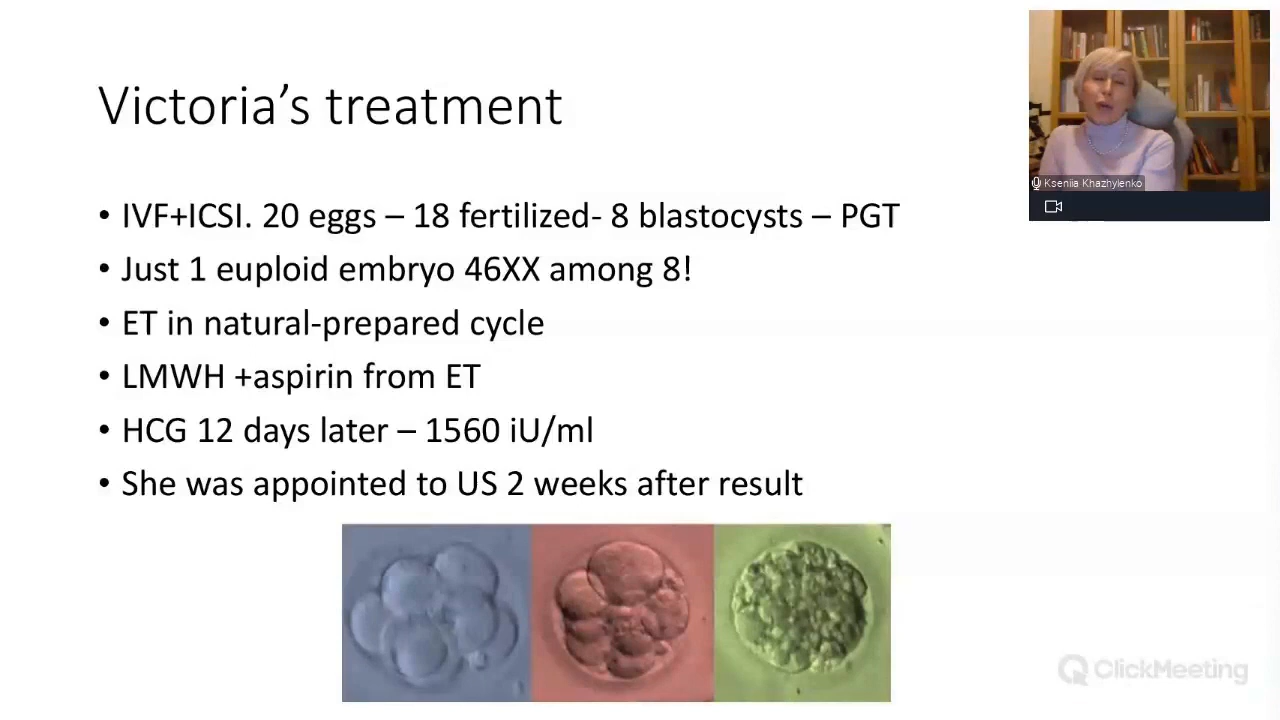 Victoria’s treatment
• IVF+ICSI. 20 eggs – 18 fertilized- 8 blastocysts – PGT
• Just 1 euploid embryo 46XX among 8!
• ET in natural-prepared cycle
• LMWH +aspirin from ET
• HCG 12 days later – 1560 iU/ml
• She was appointed to US 2 weeks after result
Kseniia Khazhylenko
ClickMeeting